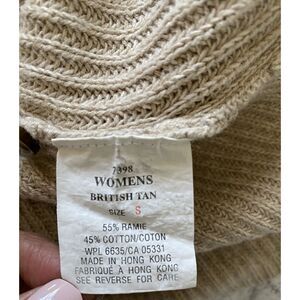 7398
WOMENS
BRITISH TAN
SIZE S
55% RAMIE
45% COTTON/COTON
WPL 6635/CA 05331
MADE IN HONG KONG
FABRIQUÉ À HONG KONG
SEE REVERSE FOR CARE